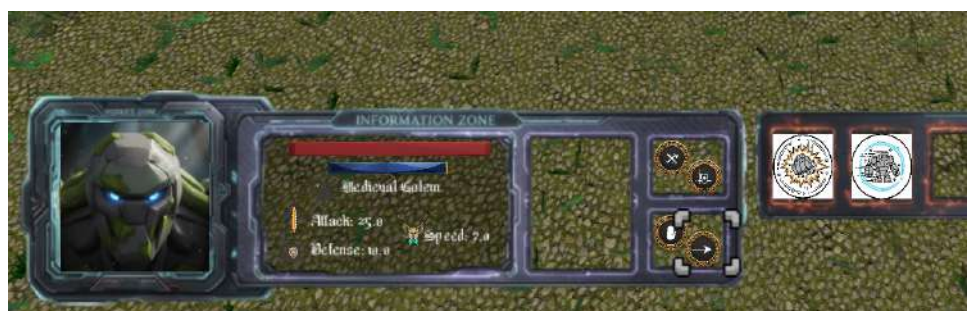 INFORMATION ZONE
Medieval Golem
Attack: 25.0
Speed: 7.0
Defense: 10.0